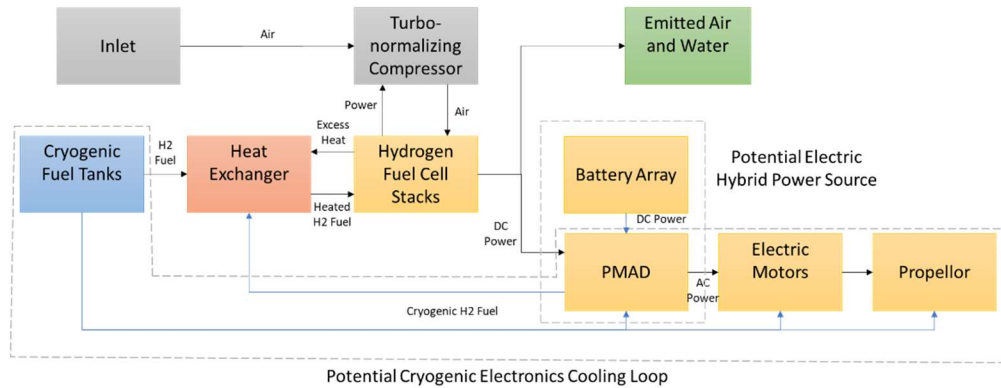 Inlet
Air
Turbo-
normalizing
Compressor
Emitted Air
and Water
Power
Air
Cryogenic
Fuel Tanks
H2
Fuel
Heat
Exchanger
Excess
Heat
Heated
H2 Fuel
Hydrogen
Fuel Cell
Stacks
Battery Array
Potential Electric
Hybrid Power Source
DC
Power
DC Power
PMAD
AC
Power
Electric
Motors
Propellor
Cryogenic H2 Fuel
Potential Cryogenic Electronics Cooling Loop